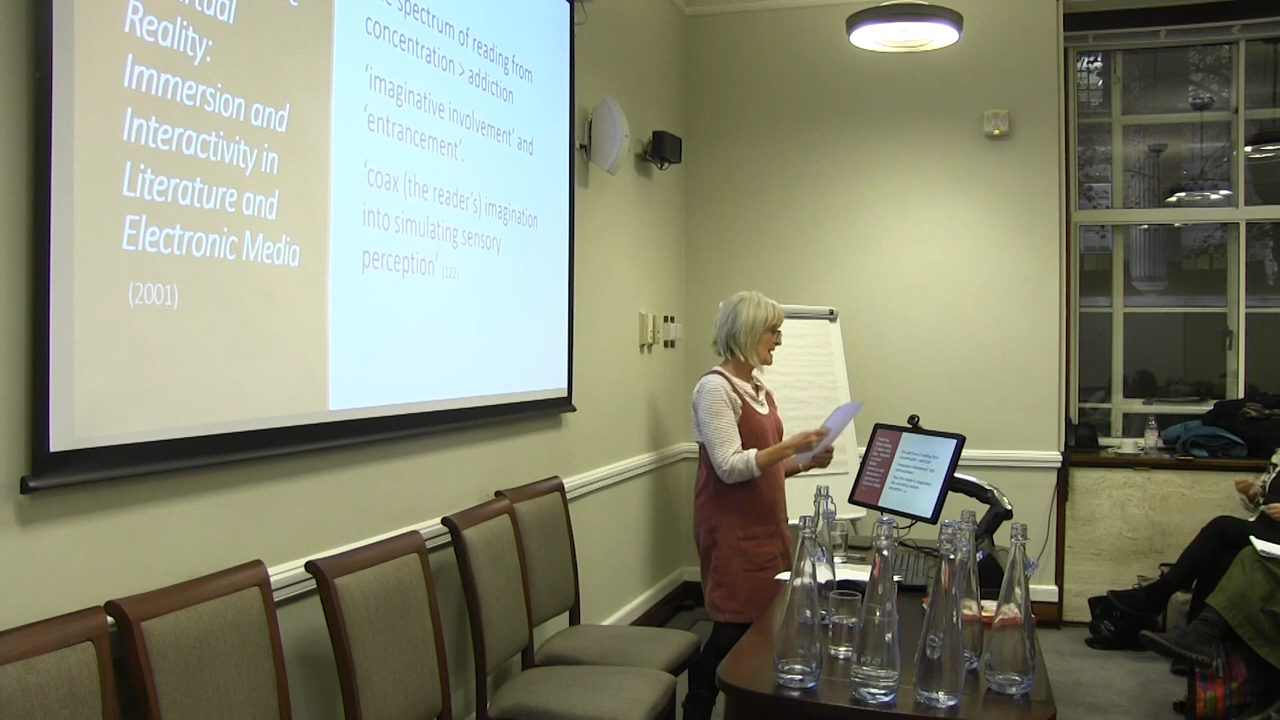 Virtual
Reality:
Immersion and
Interactivity in
Literature and
Electronic Media
(2001)
spectrum of reading from
concentration > addiction
'imaginative involvement' and
'entrancement'.
'coax (the reader's) imagination
into simulating sensory
perception' (122)